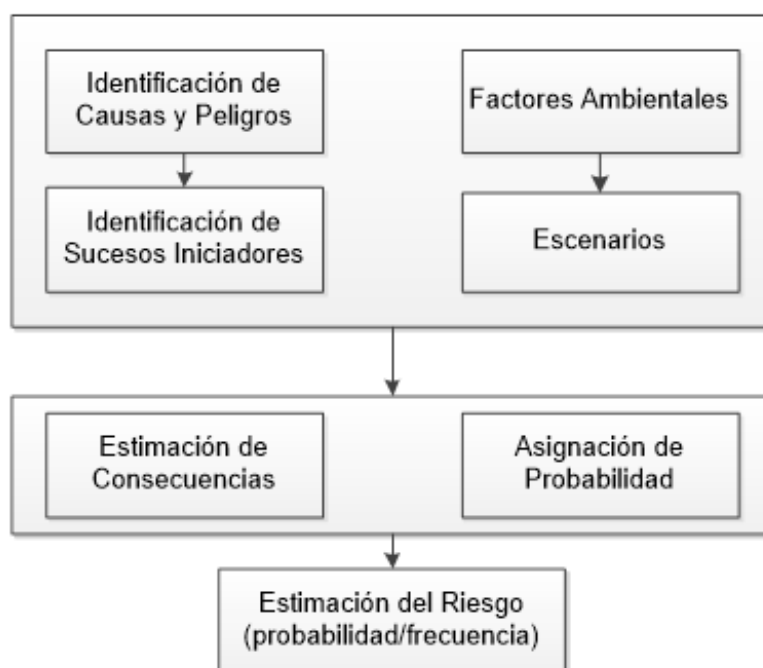 Identificación de
Causas y Peligros
Factores Ambientales
Identificación de
Sucesos Iniciadores
Escenarios
Estimación de
Consecuencias
Asignación de
Probabilidad
Estimación del Riesgo
(probabilidad/frecuencia)